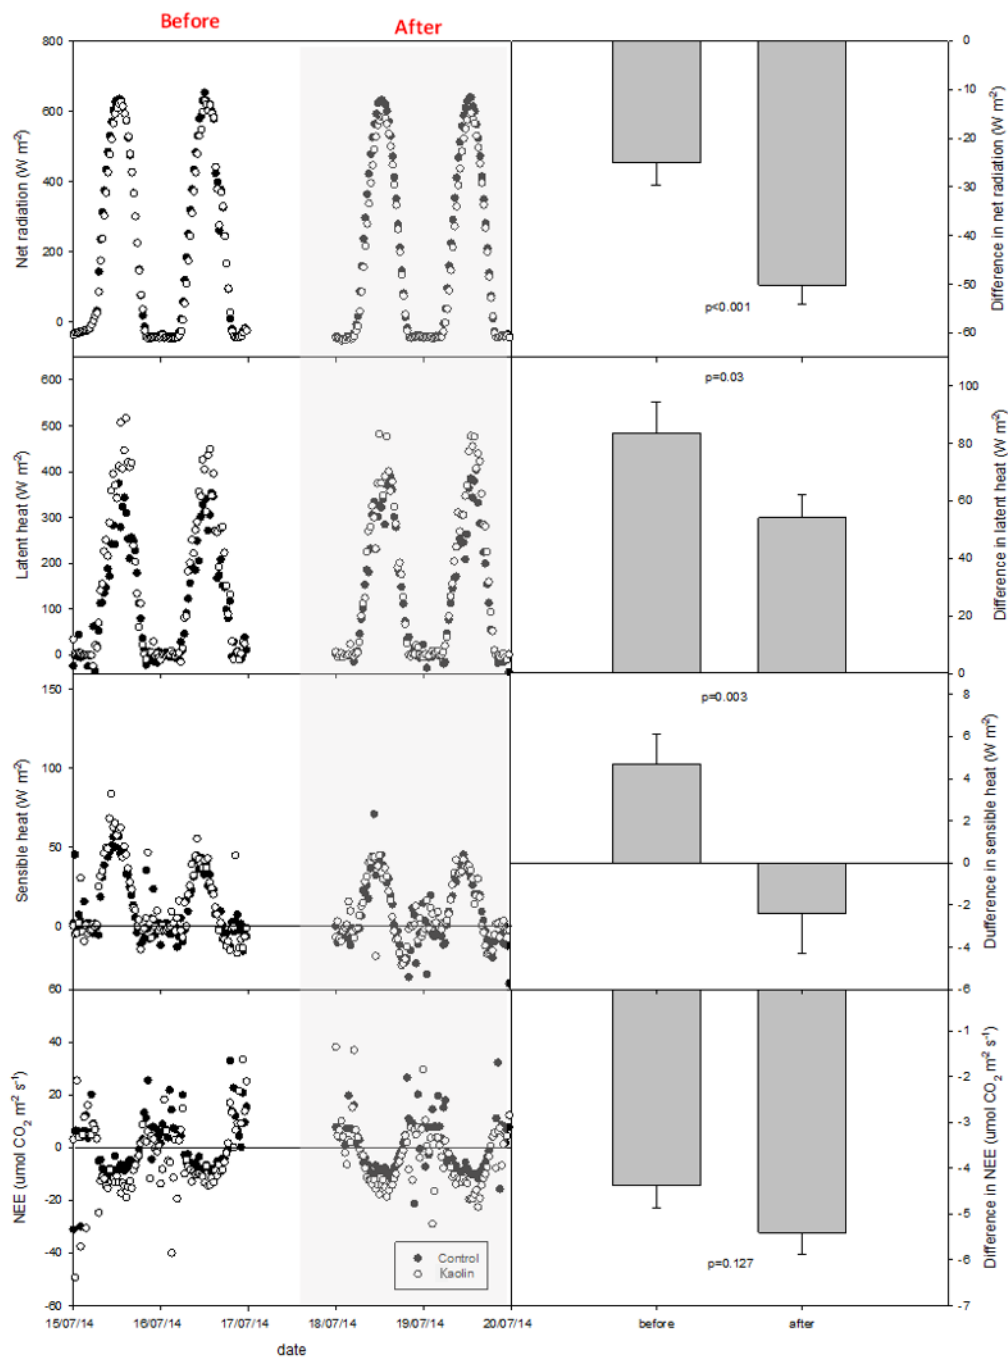 Before
After
800
600
400
200
0
Net radiation (W m²)
0
-10
-20
-30
-40
-50
-60
Difference in net radiation (W m²)
p<0.001
600
500
400
300
200
100
0
Latent heat (W m²)
p=0.03
100
80
60
40
20
0
Difference in latent heat (W m²)
150
100
50
0
Sensible heat (W m²)
p=0.003
8
6
4
2
0
-2
-4
-6
Dufference in sensible heat (W m²)
60
40
20
0
-20
-40
-60
NEE (umol CO₂ m⁻² s⁻¹)
Control
Kaolin
p=0.127
-1
-2
-3
-4
-5
-6
-7
Difference in NEE (umol CO₂ m⁻² s⁻¹)
15/07/14 16/07/14 17/07/14 18/07/14 19/07/14 20/07/14
before after
date